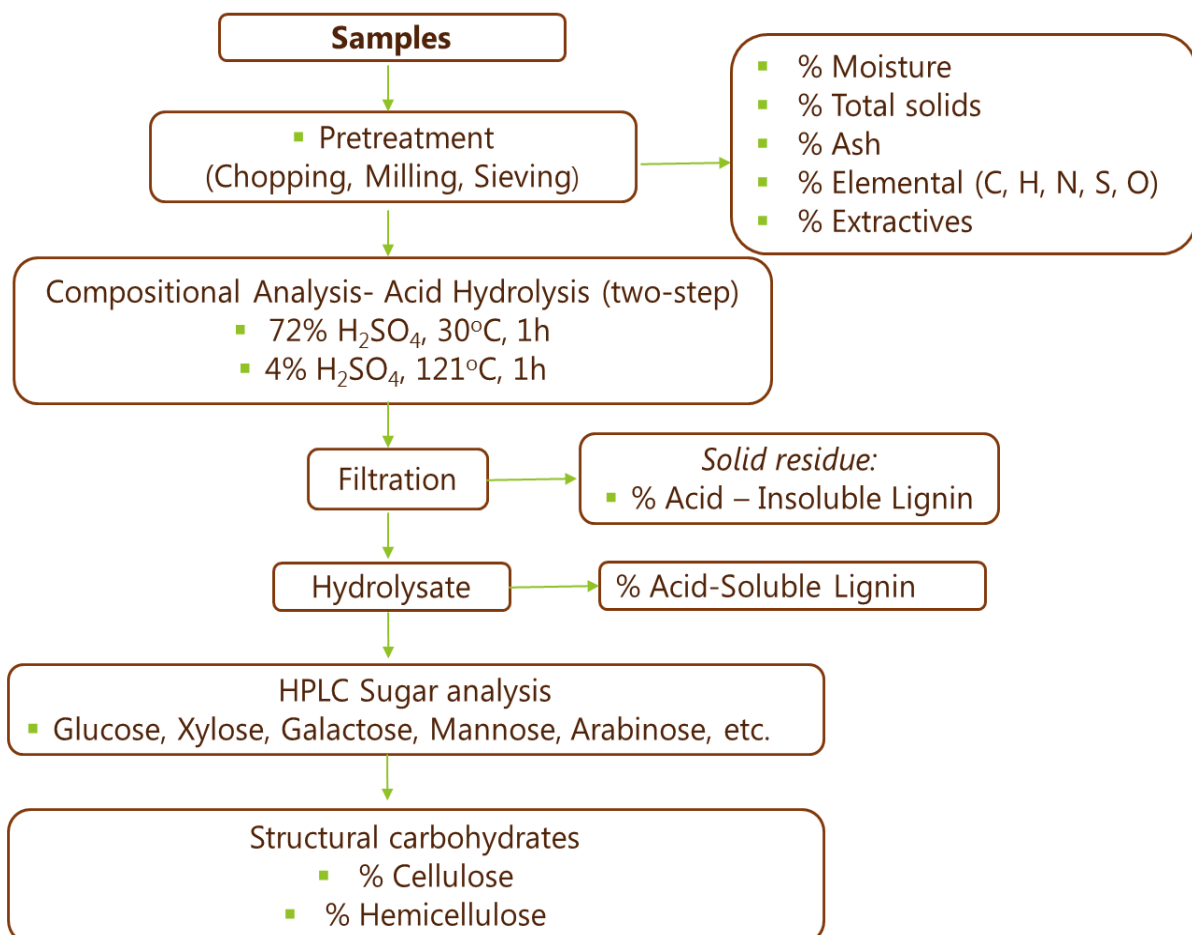 Samples
▪ Pretreatment
(Chopping, Milling, Sieving)
▪ % Moisture
▪ % Total solids
▪ % Ash
▪ % Elemental (C, H, N, S, O)
▪ % Extractives
Compositional Analysis- Acid Hydrolysis (two-step)
▪ 72% H₂SO₄, 30ᵒC, 1h
▪ 4% H₂SO₄, 121ᵒC, 1h
Filtration
Solid residue:
▪ % Acid – Insoluble Lignin
Hydrolysate
% Acid-Soluble Lignin
HPLC Sugar analysis
▪ Glucose, Xylose, Galactose, Mannose, Arabinose, etc.
Structural carbohydrates
▪ % Cellulose
▪ % Hemicellulose